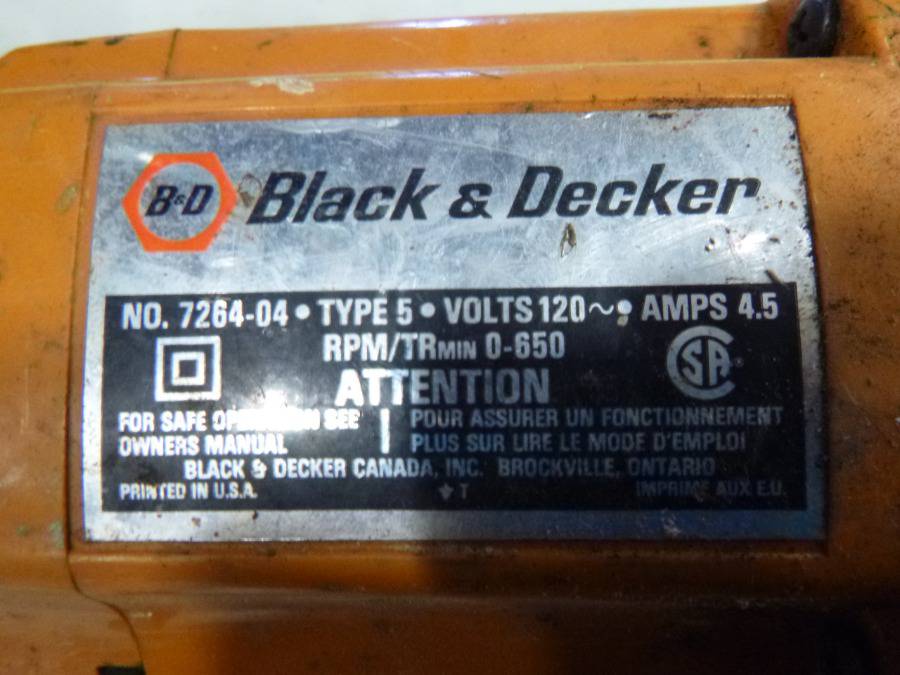 B&D Black & Decker
NO. 7264-04 • TYPE 5 • VOLTS 120~• AMPS 4.5
RPM/TRMIN 0-650
CSA
ATTENTION
FOR SAFE OPERATION SEE
OWNERS MANUAL
POUR ASSURER UN FONCTIONNEMENT
PLUS SUR LIRE LE MODE D'EMPLOI
BLACK & DECKER CANADA, INC. BROCKVILLE, ONTARIO
PRINTED IN U.S.A. T IMPRIME AUX E.U.